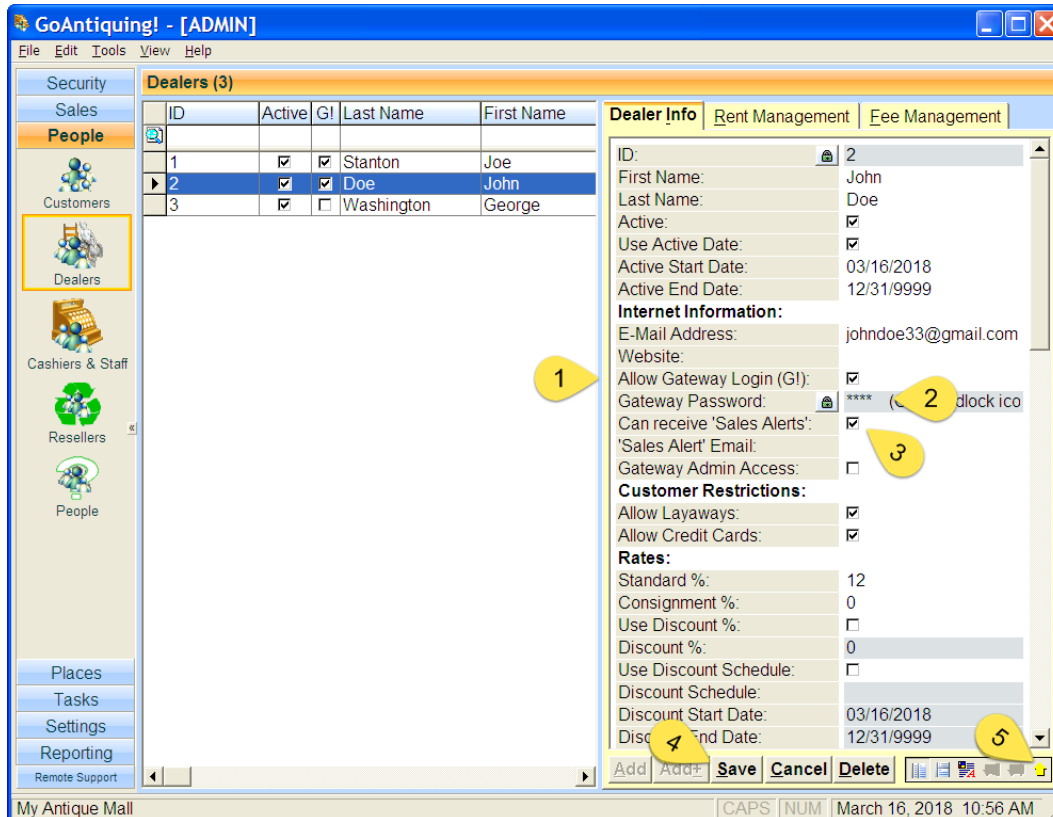 GoAntiquing! - [ADMIN]
File Edit Tools View Help
Security
Sales
People
Customers
Dealers
Cashiers & Staff
Resellers
People
Places
Tasks
Settings
Reporting
Remote Support
Dealers (3)
ID Active G! Last Name First Name
1 Stanton Joe
2 Doe John
3 Washington George
Dealer Info Rent Management Fee Management
ID: 2
First Name: John
Last Name: Doe
Active:
Use Active Date:
Active Start Date: 03/16/2018
Active End Date: 12/31/9999
Internet Information:
E-Mail Address: johndoe33@gmail.com
Website:
1 Allow Gateway Login (G!):
Gateway Password: **** ( 2 dlock ico
Can receive 'Sales Alerts':
3
'Sales Alert' Email:
Gateway Admin Access:
Customer Restrictions:
Allow Layaways:
Allow Credit Cards:
Rates:
Standard %: 12
Consignment %: 0
Use Discount %:
Discount %: 0
Use Discount Schedule:
Discount Schedule:
Discount Start Date: 03/16/2018
End Date: 12/31/9999
4 5
Add Add+ Save Cancel Delete
My Antique Mall CAPS NUM March 16, 2018 10:56 AM